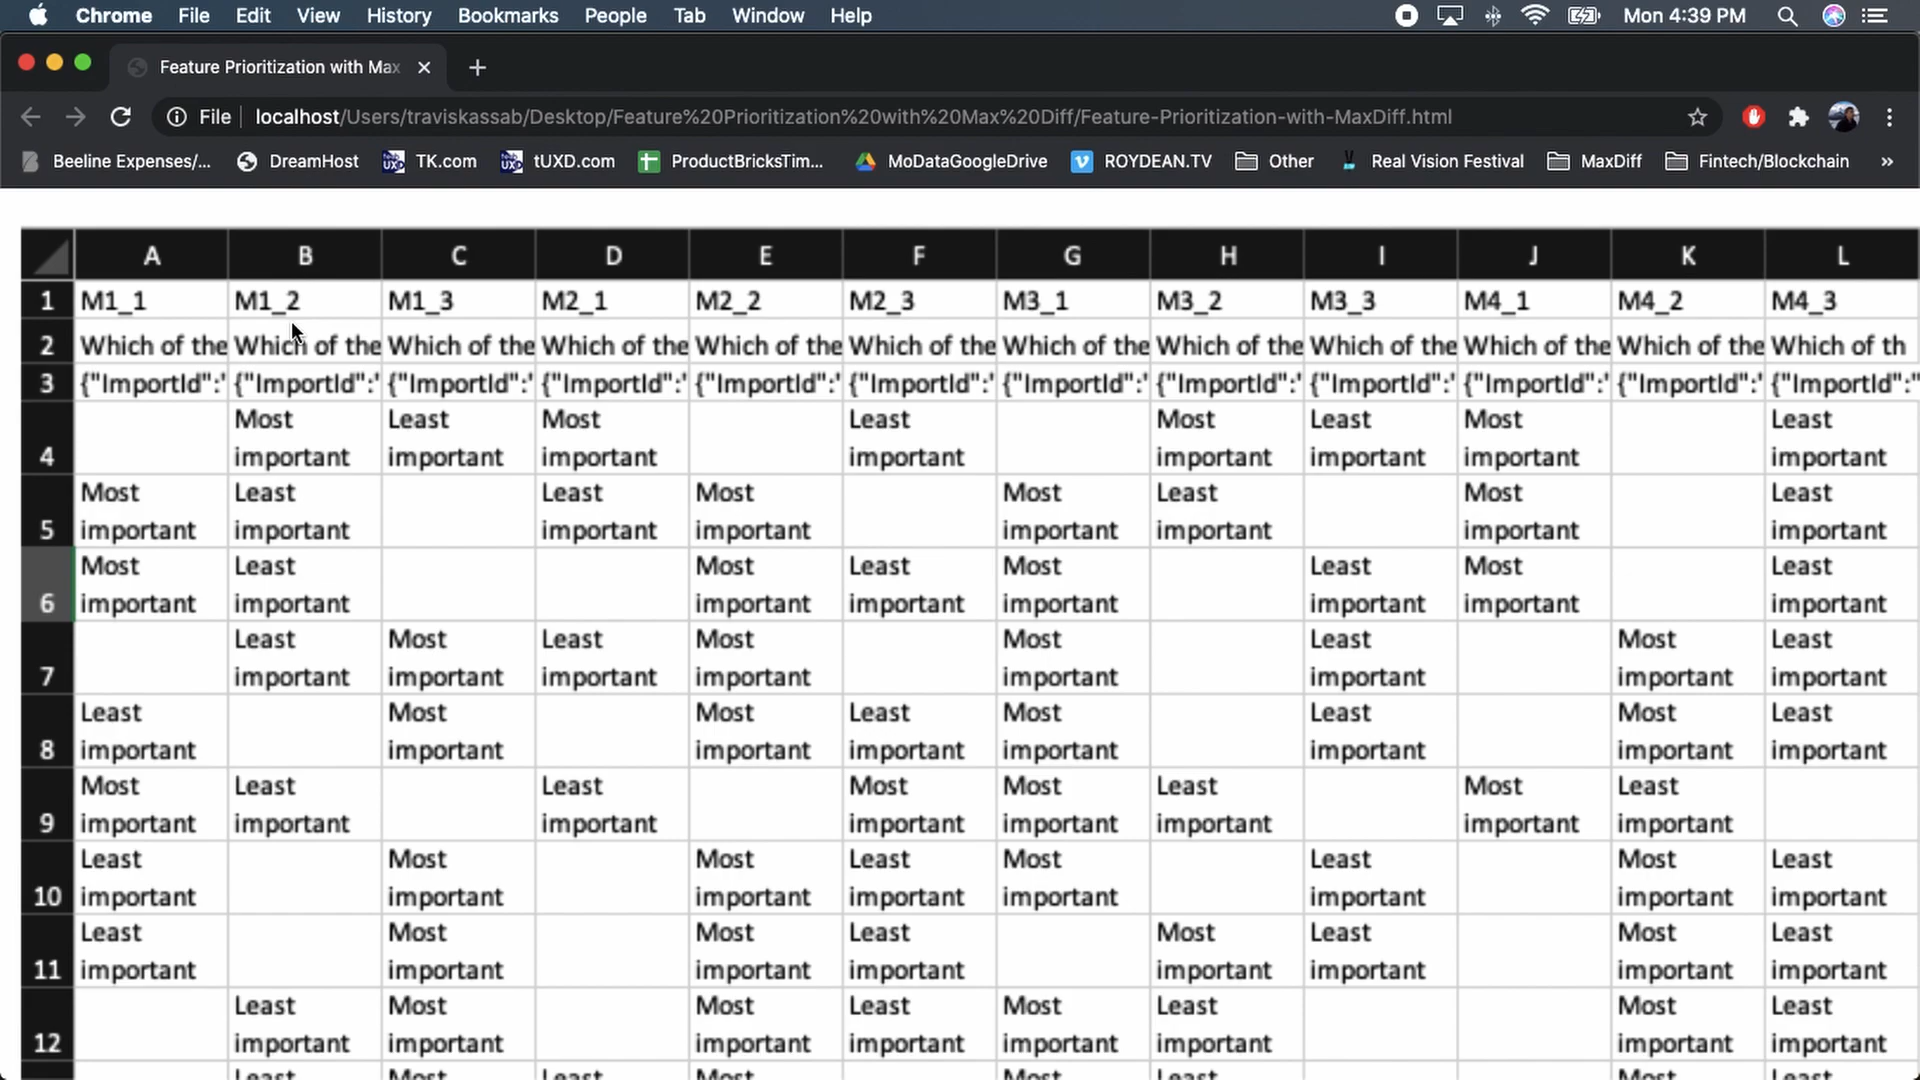 Chrome File Edit View History Bookmarks People Tab Window Help Mon 4:39 PM
Feature Prioritization with Max
File localhost/Users/traviskassab/Desktop/Feature%20Prioritization%20with%20Max%20Diff/Feature-Prioritization-with-MaxDiff.html
Beeline Expenses/... DreamHost TK.com tUXD.com ProductBricksTim... MoDataGoogleDrive ROYDEAN.TV Other Real Vision Festival MaxDiff Fintech/Blockchain »
A B C D E F G H I J K L
1 M1_1 M1_2 M1_3 M2_1 M2_2 M2_3 M3_1 M3_2 M3_3 M4_1 M4_2 M4_3
2 Which of the Which of the Which of the Which of the Which of the Which of the Which of the Which of the Which of the Which of the Which of the Which of th
3 {"ImportId":' {"ImportId":' {"ImportId":' {"ImportId":' {"ImportId":' {"ImportId":' {"ImportId":' {"ImportId":' {"ImportId":' {"ImportId":' {"ImportId":' {"ImportId":"
Most Least Most Least Most Least Most Least
4 important important important important important important important important
Most Least Least Most Most Least Most Least
5 important important important important important important important important
Most Least Most Least Most Least Most Least
6 important important important important important important important important
Least Most Least Most Most Least Most Least
7 important important important important important important important important
Least Most Most Least Most Least Most Least
8 important important important important important important important important
Most Least Least Most Most Least Most Least
9 important important important important important important important important
Least Most Most Least Most Least Most Least
10 important important important important important important important important
Least Most Most Least Most Least Most Least
11 important important important important important important important important
Least Most Most Least Most Least Most Least
12 important important important important important important important important
Least Most Least Most Most Least Most Least